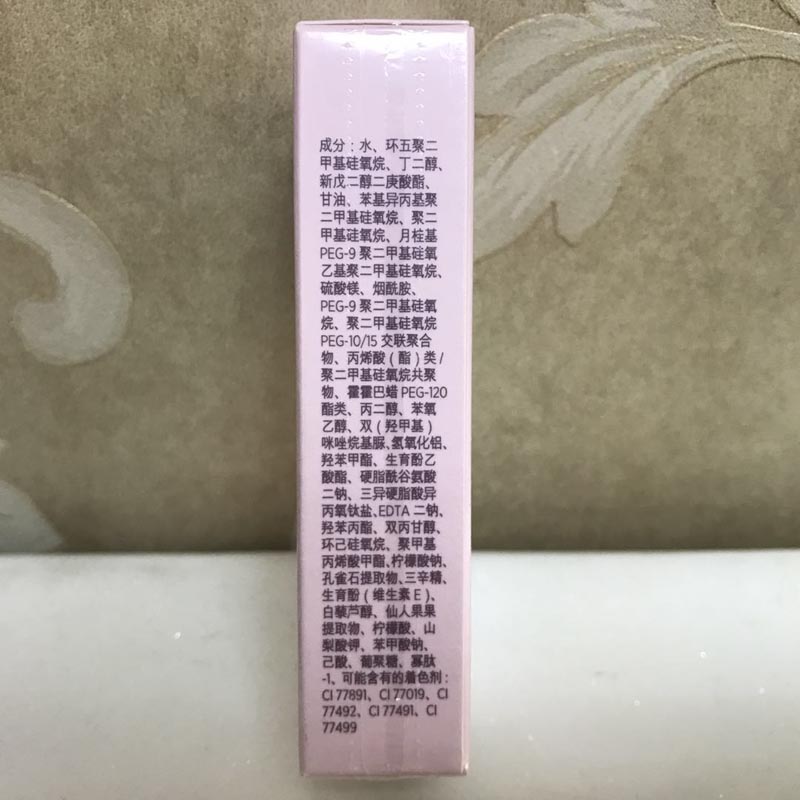 成分：水、环五聚二
甲基硅氧烷、丁二醇、
新戊二醇二庚酸酯、
甘油、苯基异丙基聚
二甲基硅氧烷、聚二
甲基硅氧烷、月桂基
PEG-9 聚二甲基硅氧
乙基聚二甲基硅氧烷、
硫酸镁、烟酰胺、
PEG-9 聚二甲基硅氧
烷、聚二甲基硅氧烷
PEG-10/15 交联聚合
物、丙烯酸（酯）类/
聚二甲基硅氧烷共聚
物、霍霍巴蜡 PEG-120
酯类、丙二醇、苯氧
乙醇、双（羟甲基）
咪唑烷基脲、氢氧化铝、
羟苯甲酯、生育酚乙
酸酯、硬脂酰谷氨酸
二钠、三异硬脂酸异
丙氧钛盐、EDTA 二钠、
羟苯丙酯、双丙甘醇、
环己硅氧烷、聚甲基
丙烯酸甲酯、柠檬酸钠、
孔雀石提取物、三辛精、
生育酚（维生素 E）、
白藜芦醇、仙人果果
提取物、柠檬酸、山
梨酸钾、苯甲酸钠、
己酸、葡聚糖、寡肽
-1、可能含有的着色剂：
CI 77891、CI 77019、CI
77492、CI 77491、CI
77499